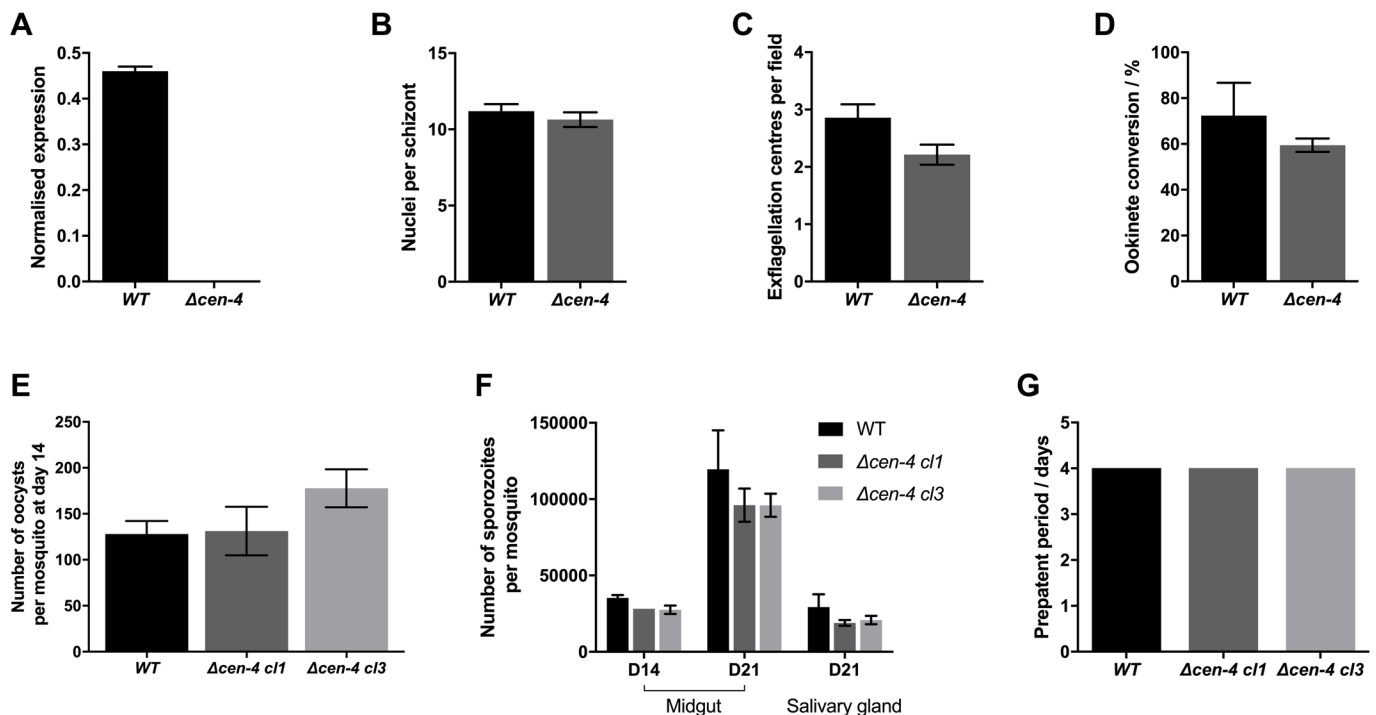 A
Normalised expression
0.5
0.4
0.3
0.2
0.1
0.0
WT
Δcen-4
B
Nuclei per schizont
15
10
5
0
WT
Δcen-4
C
Exflagellation centres per field
4
3
2
1
0
WT
Δcen-4
D
Ookinete conversion / %
100
80
60
40
20
0
WT
Δcen-4
E
Number of oocysts
per mosquito at day 14
250
200
150
100
50
0
WT
Δcen-4 cl1
Δcen-4 cl3
F
Number of sporozoites
per mosquito
150000
100000
50000
0
D14
D21
D21
Midgut
Salivary gland
WT
Δcen-4 cl1
Δcen-4 cl3
G
Prepatent period / days
5
4
3
2
1
0
WT
Δcen-4 cl1
Δcen-4 cl3